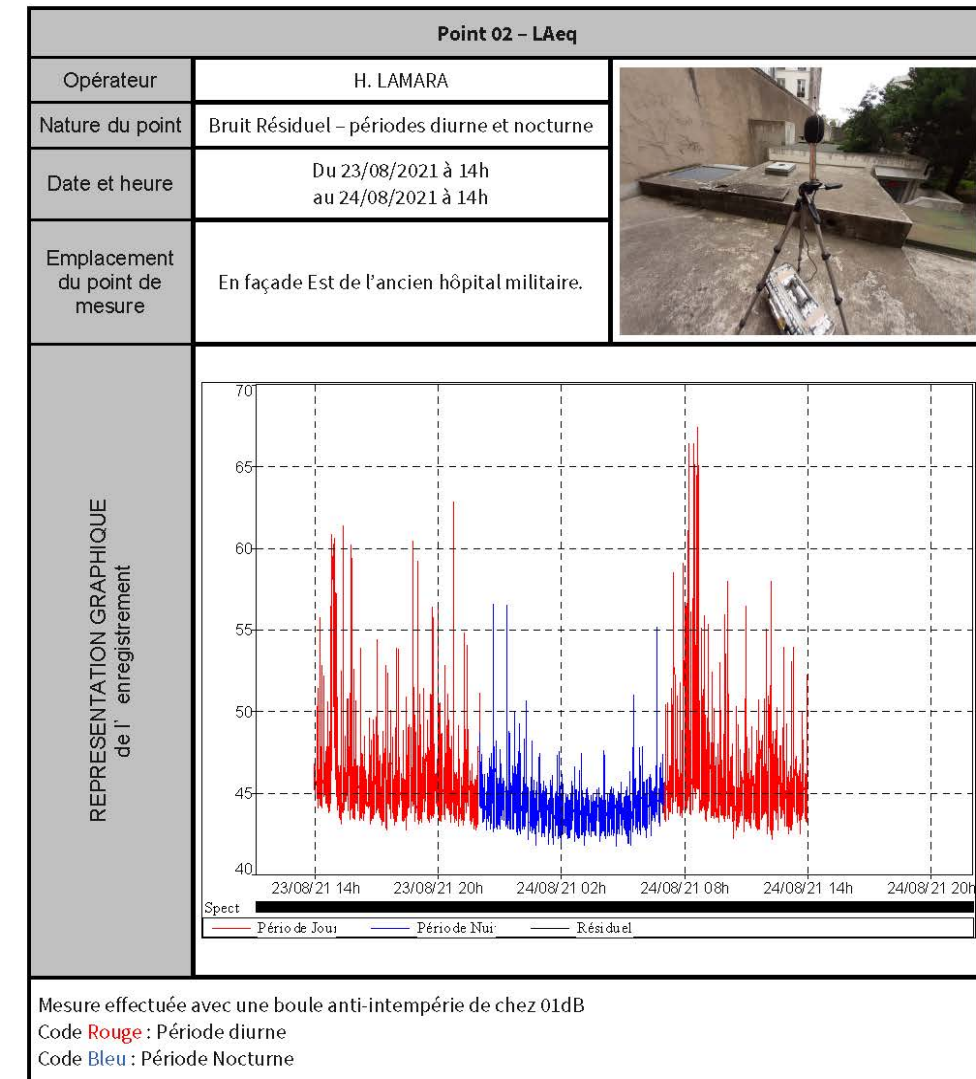 Point 02 – LAeq
Opérateur
H. LAMARA
Nature du point
Bruit Résiduel – périodes diurne et nocturne
Date et heure
Du 23/08/2021 à 14h
au 24/08/2021 à 14h
Emplacement
du point de
mesure
En façade Est de l'ancien hôpital militaire.
REPRESENTATION GRAPHIQUE
de l' enregistrement
70
65
60
55
50
45
40
23/08/21 14h
23/08/21 20h
24/08/21 02h
24/08/21 08h
24/08/21 14h
24/08/21 20h
Spect
Période Jour
Période Nui
Résiduel
Mesure effectuée avec une boule anti-intempérie de chez 01dB
Code Rouge : Période diurne
Code Bleu : Période Nocturne